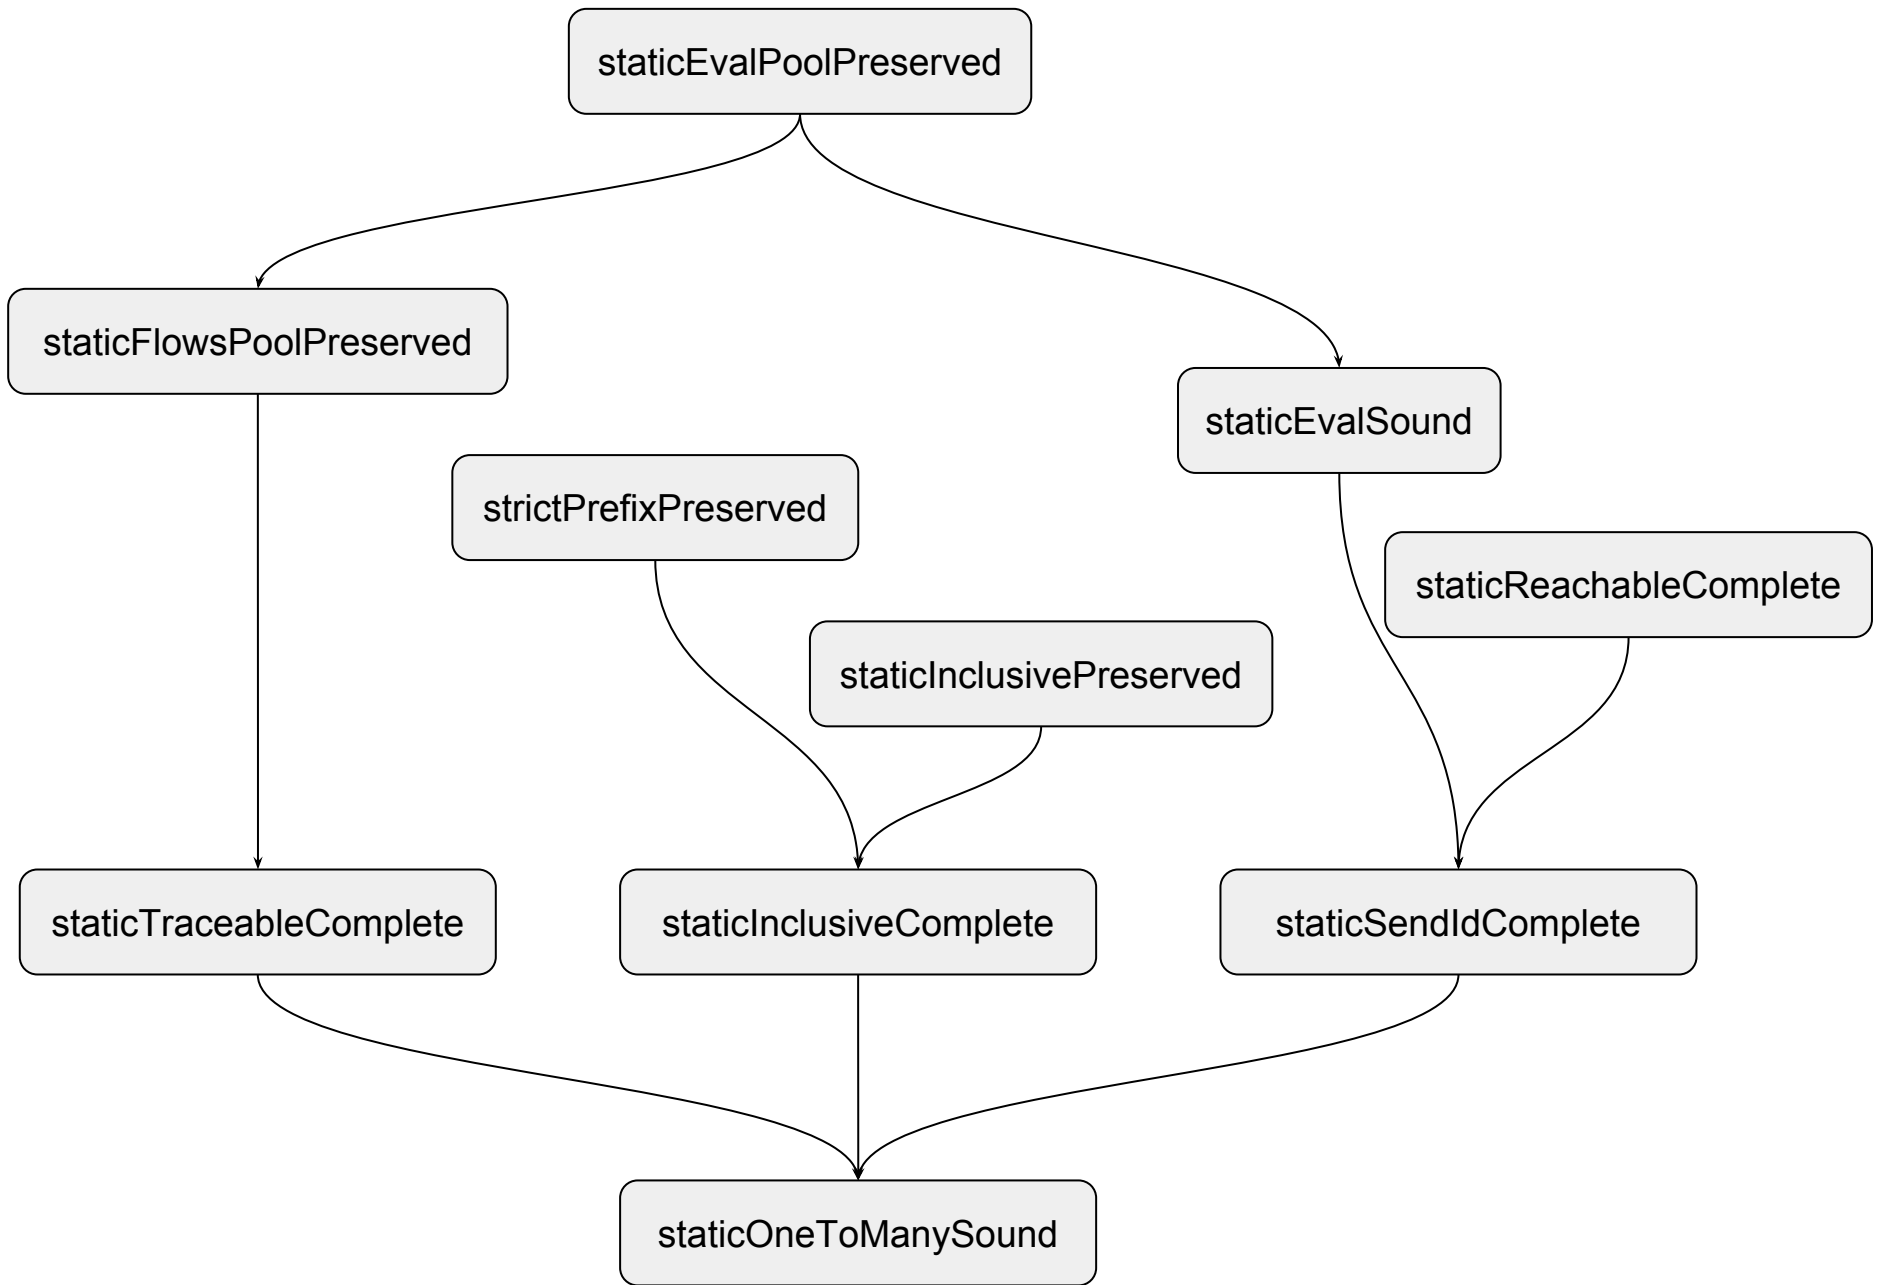 staticEvalPoolPreserved
staticFlowsPoolPreserved
staticEvalSound
strictPrefixPreserved
staticReachableComplete
staticInclusivePreserved
staticTraceableComplete
staticInclusiveComplete
staticSendIdComplete
staticOneToManySound